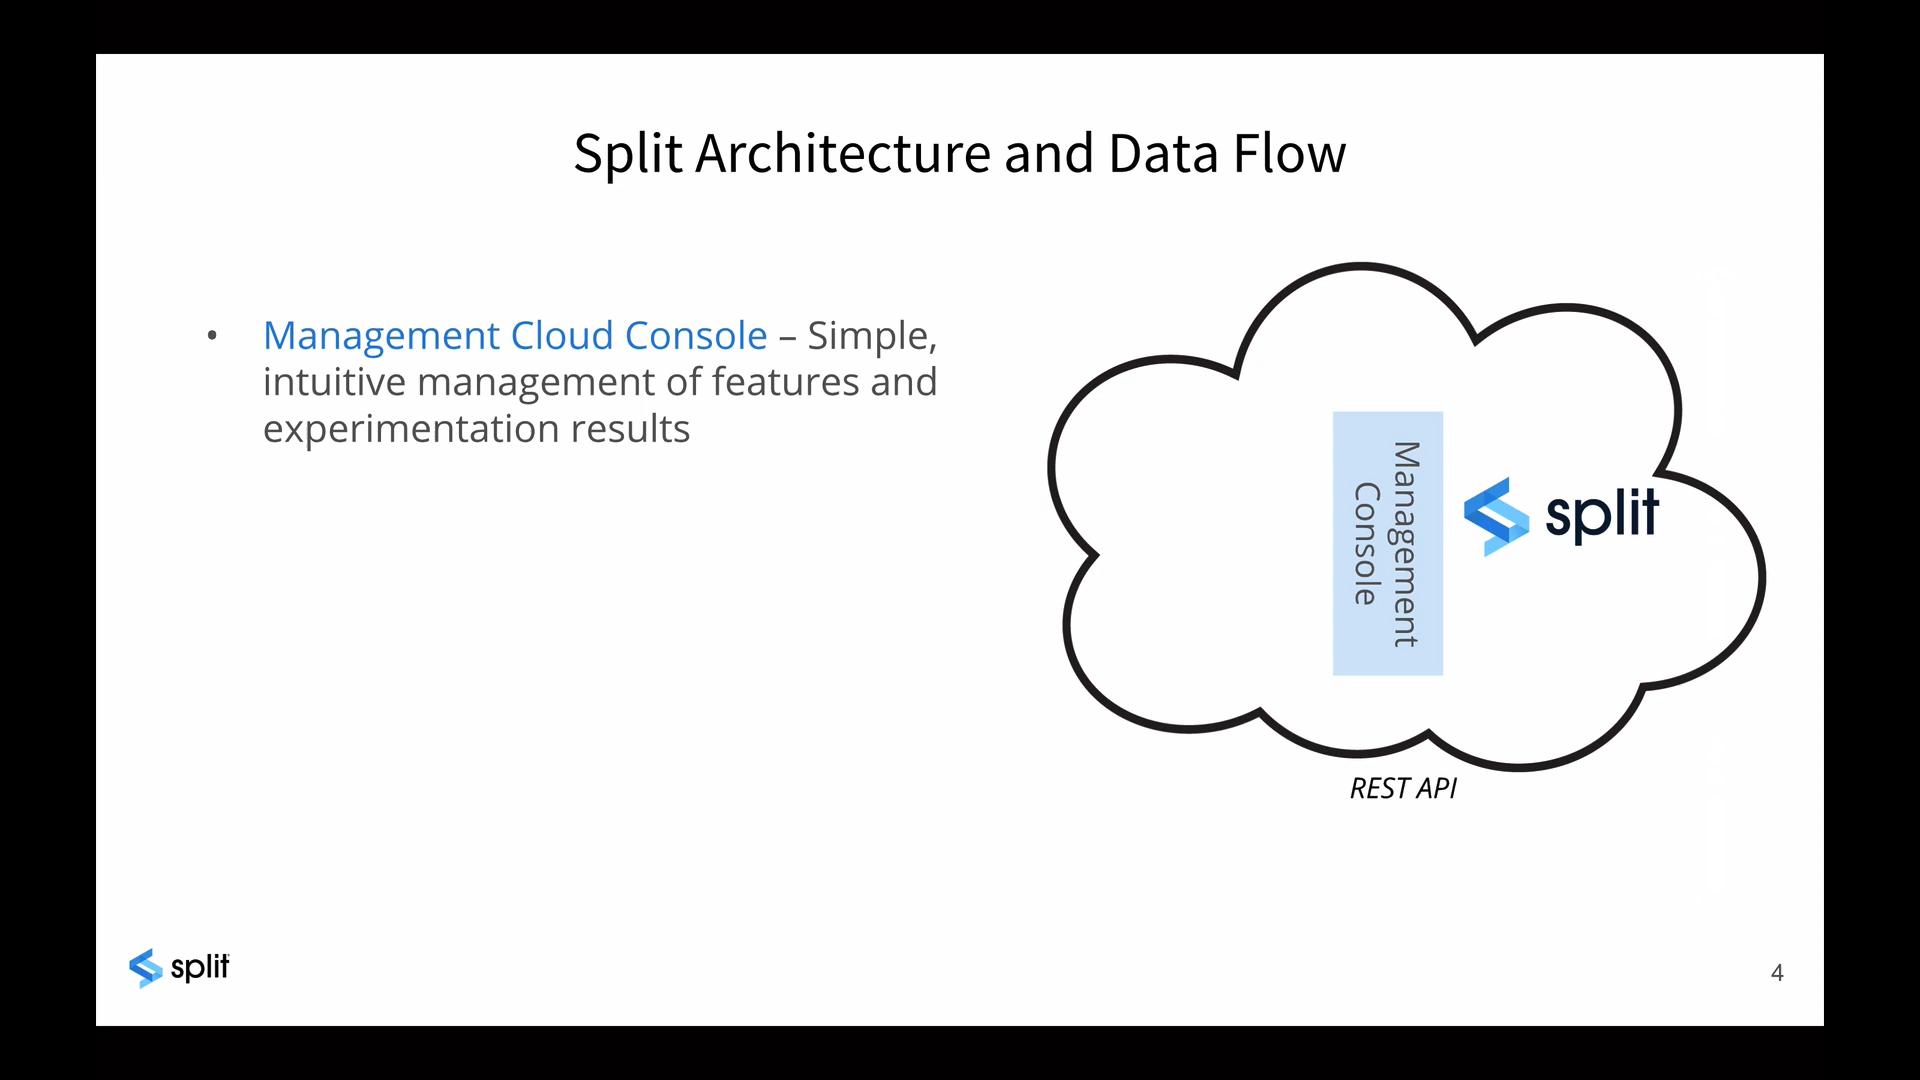 Split Architecture and Data Flow
• Management Cloud Console – Simple,
intuitive management of features and
experimentation results
Management
Console
split
REST API
split
4